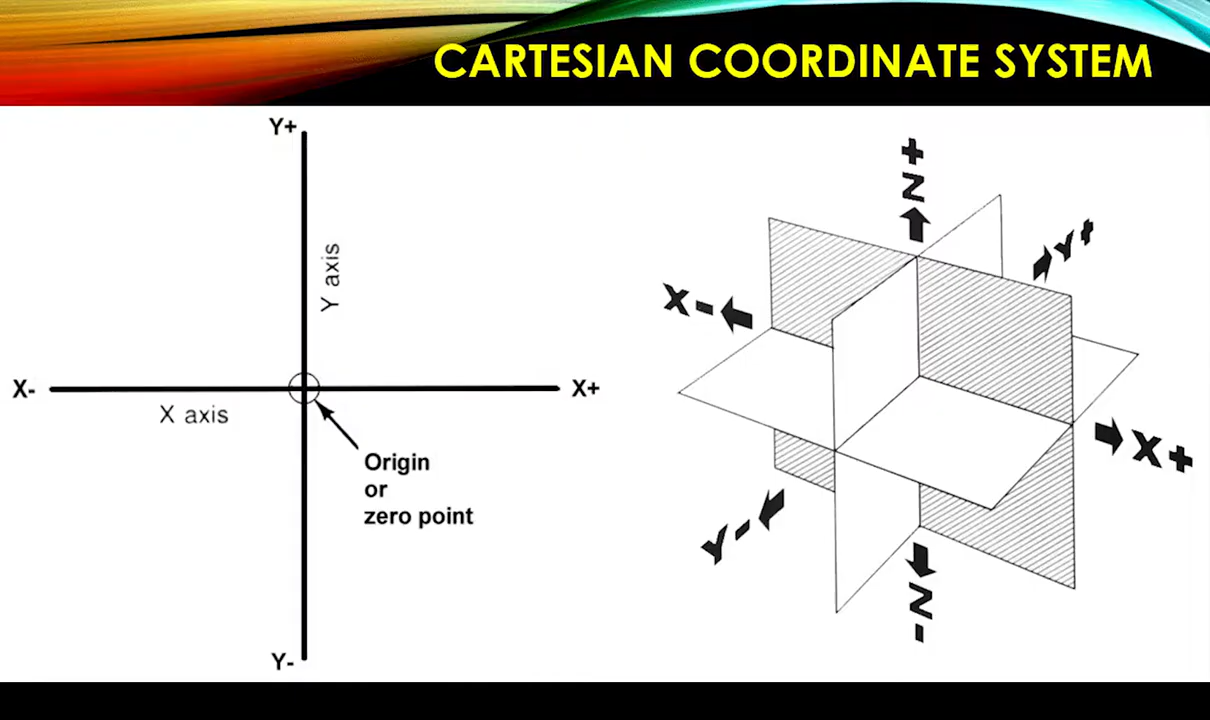 CARTESIAN COORDINATE SYSTEM
Y+
Y axis
X-
X+
X axis
Origin
or
zero point
Y-
Z+
Y+
X-
X+
Y-
Z-